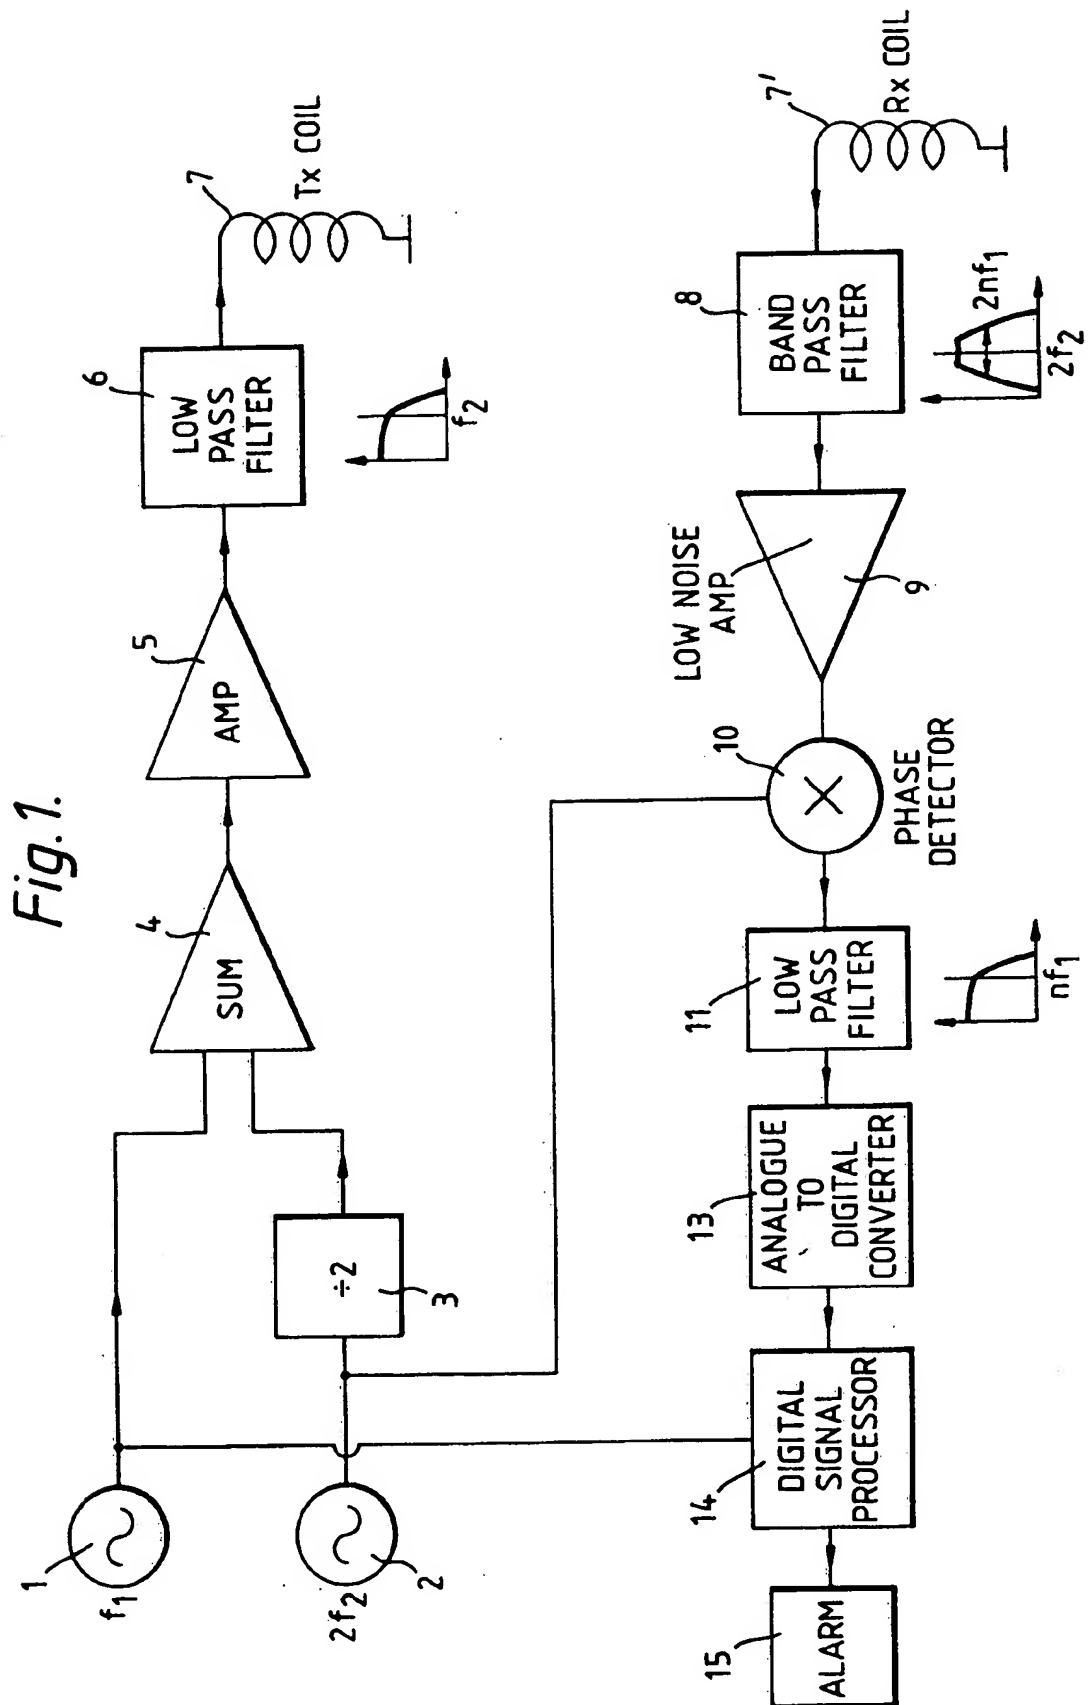 Fig. 1.
1
f1
2f2
2
÷2
3
SUM
4
AMP
5
LOW
PASS
FILTER
6
f2
7
Tx COIL
7'
Rx COIL
BAND
PASS
FILTER
8
2nf1
2f2
LOW NOISE
AMP
9
10
PHASE
DETECTOR
LOW
PASS
FILTER
11
nf1
ANALOGUE
TO
DIGITAL
CONVERTER
13
DIGITAL
SIGNAL
PROCESSOR
14
ALARM
15